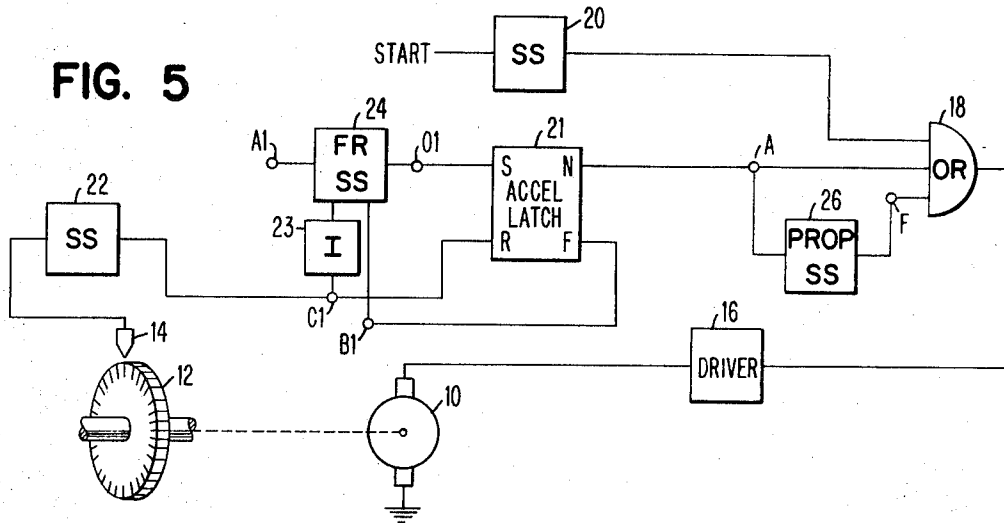 FIG. 5
START
SS
20
18
OR
A1
24
FR
SS
O1
21
S N
ACCEL
LATCH
R F
A
F
26
PROP
SS
22
SS
23
I
C1
B1
14
12
10
16
DRIVER